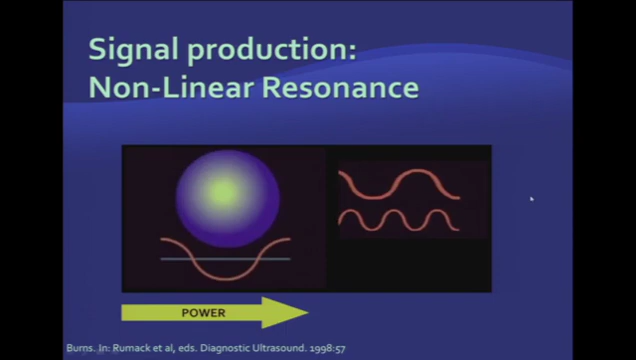 Signal production:
Non-Linear Resonance
POWER
Burns. In: Rumack et al, eds. Diagnostic Ultrasound. 1998:57